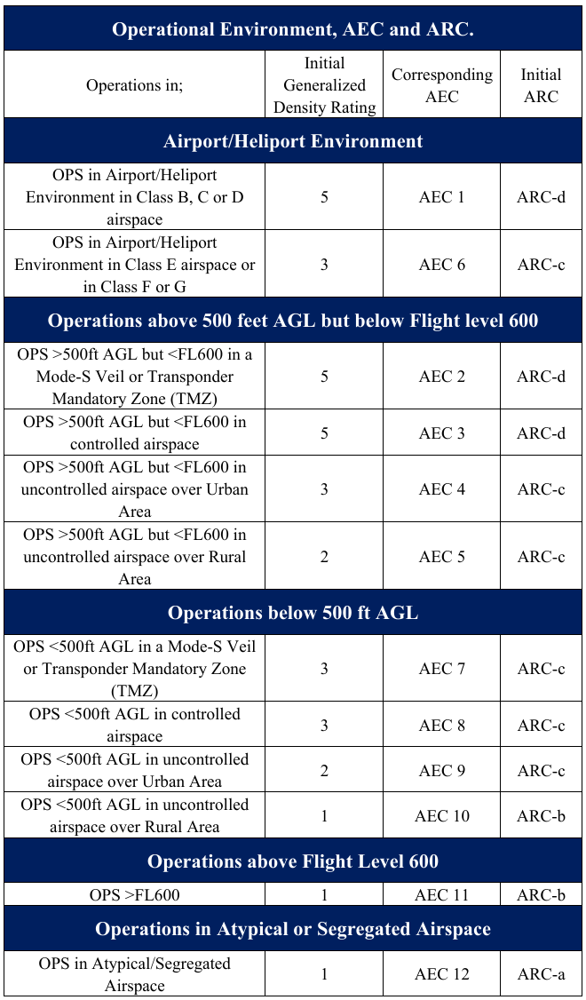 Operational Environment, AEC and ARC.
Operations in;
Initial
Generalized
Density Rating
Corresponding
AEC
Initial
ARC
Airport/Heliport Environment
OPS in Airport/Heliport
Environment in Class B, C or D
airspace
5
AEC 1
ARC-d
OPS in Airport/Heliport
Environment in Class E airspace or
in Class F or G
3
AEC 6
ARC-c
Operations above 500 feet AGL but below Flight level 600
OPS >500ft AGL but <FL600 in a
Mode-S Veil or Transponder
Mandatory Zone (TMZ)
5
AEC 2
ARC-d
OPS >500ft AGL but <FL600 in
controlled airspace
5
AEC 3
ARC-d
OPS >500ft AGL but <FL600 in
uncontrolled airspace over Urban
Area
3
AEC 4
ARC-c
OPS >500ft AGL but <FL600 in
uncontrolled airspace over Rural
Area
2
AEC 5
ARC-c
Operations below 500 ft AGL
OPS <500ft AGL in a Mode-S Veil
or Transponder Mandatory Zone
(TMZ)
3
AEC 7
ARC-c
OPS <500ft AGL in controlled
airspace
3
AEC 8
ARC-c
OPS <500ft AGL in uncontrolled
airspace over Urban Area
2
AEC 9
ARC-c
OPS <500ft AGL in uncontrolled
airspace over Rural Area
1
AEC 10
ARC-b
Operations above Flight Level 600
OPS >FL600
1
AEC 11
ARC-b
Operations in Atypical or Segregated Airspace
OPS in Atypical/Segregated
Airspace
1
AEC 12
ARC-a